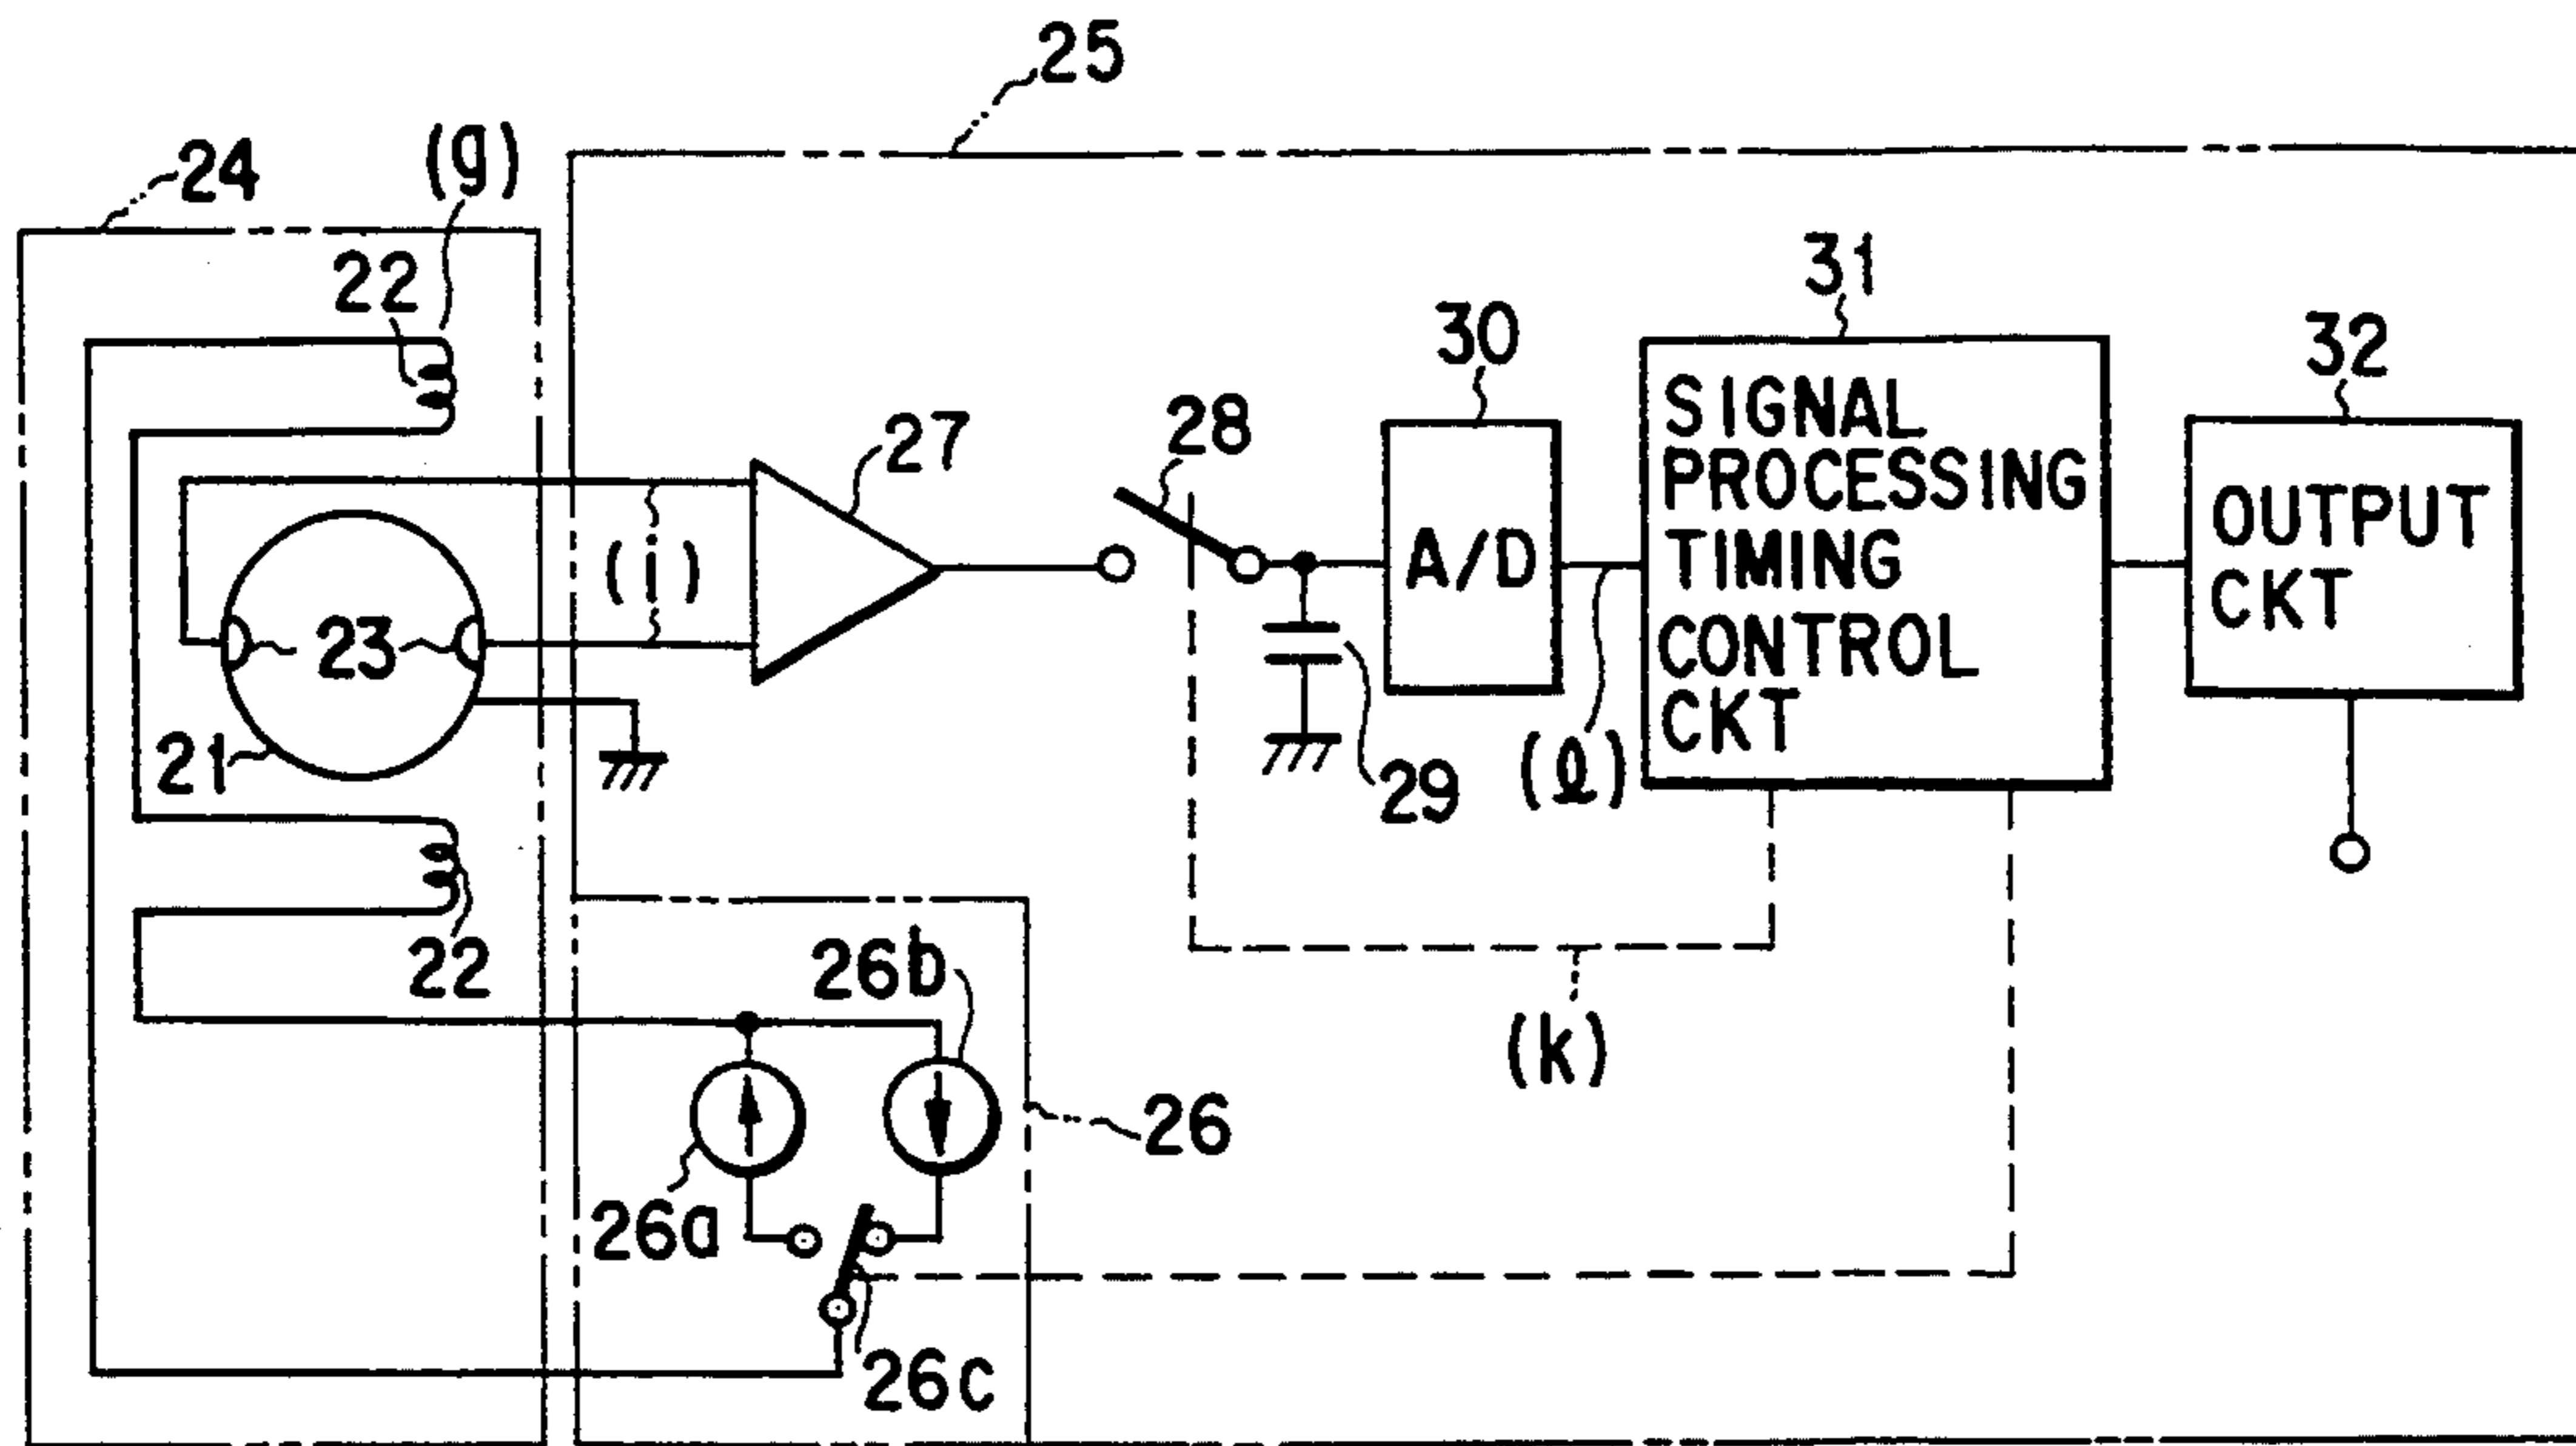 25
24
(g)
22
31
30
32
28
27
SIGNAL
PROCESSING
TIMING
CONTROL
CKT
OUTPUT
CKT
A/D
(i)
23
21
29
(ℓ)
22
26b
(k)
26
26a
26c